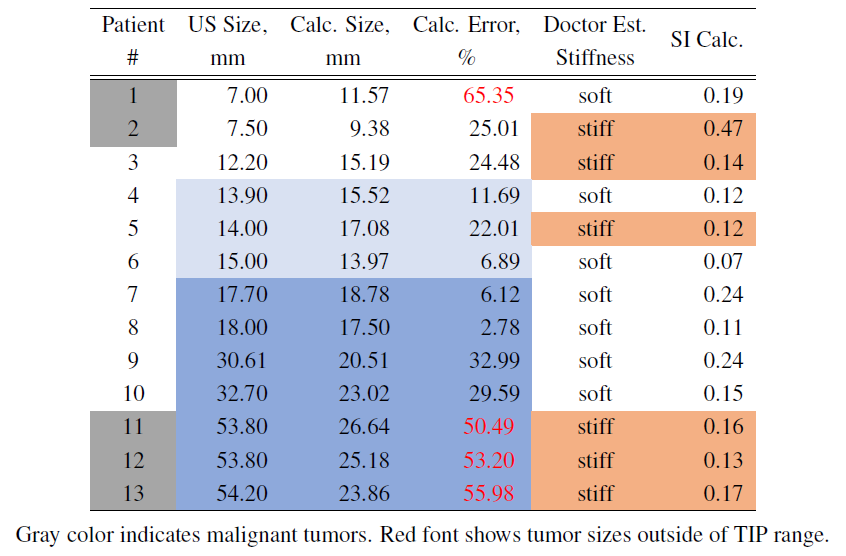 Patient US Size, Calc. Size, Calc. Error, Doctor Est. SI Calc.
# mm mm % Stiffness
1 7.00 11.57 65.35 soft 0.19
2 7.50 9.38 25.01 stiff 0.47
3 12.20 15.19 24.48 stiff 0.14
4 13.90 15.52 11.69 soft 0.12
5 14.00 17.08 22.01 stiff 0.12
6 15.00 13.97 6.89 soft 0.07
7 17.70 18.78 6.12 soft 0.24
8 18.00 17.50 2.78 soft 0.11
9 30.61 20.51 32.99 soft 0.24
10 32.70 23.02 29.59 soft 0.15
11 53.80 26.64 50.49 stiff 0.16
12 53.80 25.18 53.20 stiff 0.13
13 54.20 23.86 55.98 stiff 0.17
Gray color indicates malignant tumors. Red font shows tumor sizes outside of TIP range.